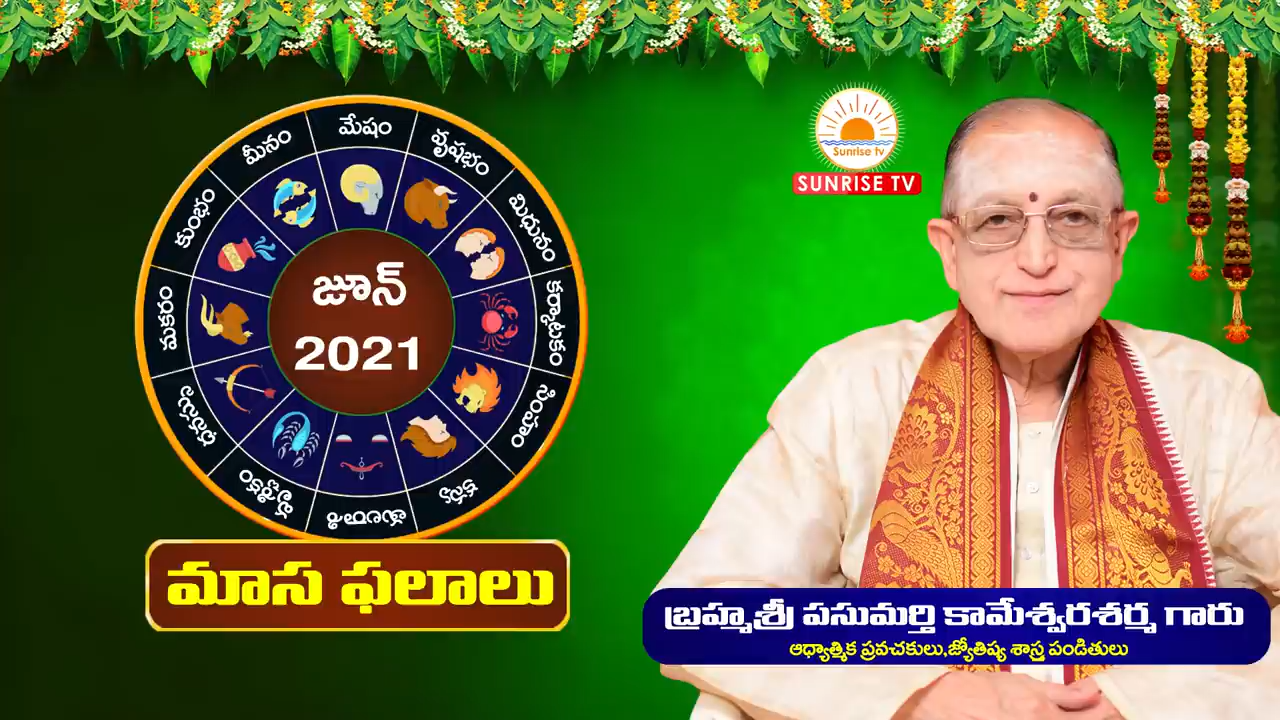 మేషం
వృషభం
మిథునం
కర్కాటకం
సింహం
కన్య
తులారాశి
వృశ్చికం
ధనుస్సు
మకరం
కుంభం
మీనం
జూన్
2021
మాస ఫలాలు
Sunrise tv
SUNRISE TV
బ్రహ్మశ్రీ పసుమర్తి కామేశ్వరశర్మ గారు
ఆధ్యాత్మిక ప్రవచకులు,జ్యోతిష్య శాస్త్ర పండితులు